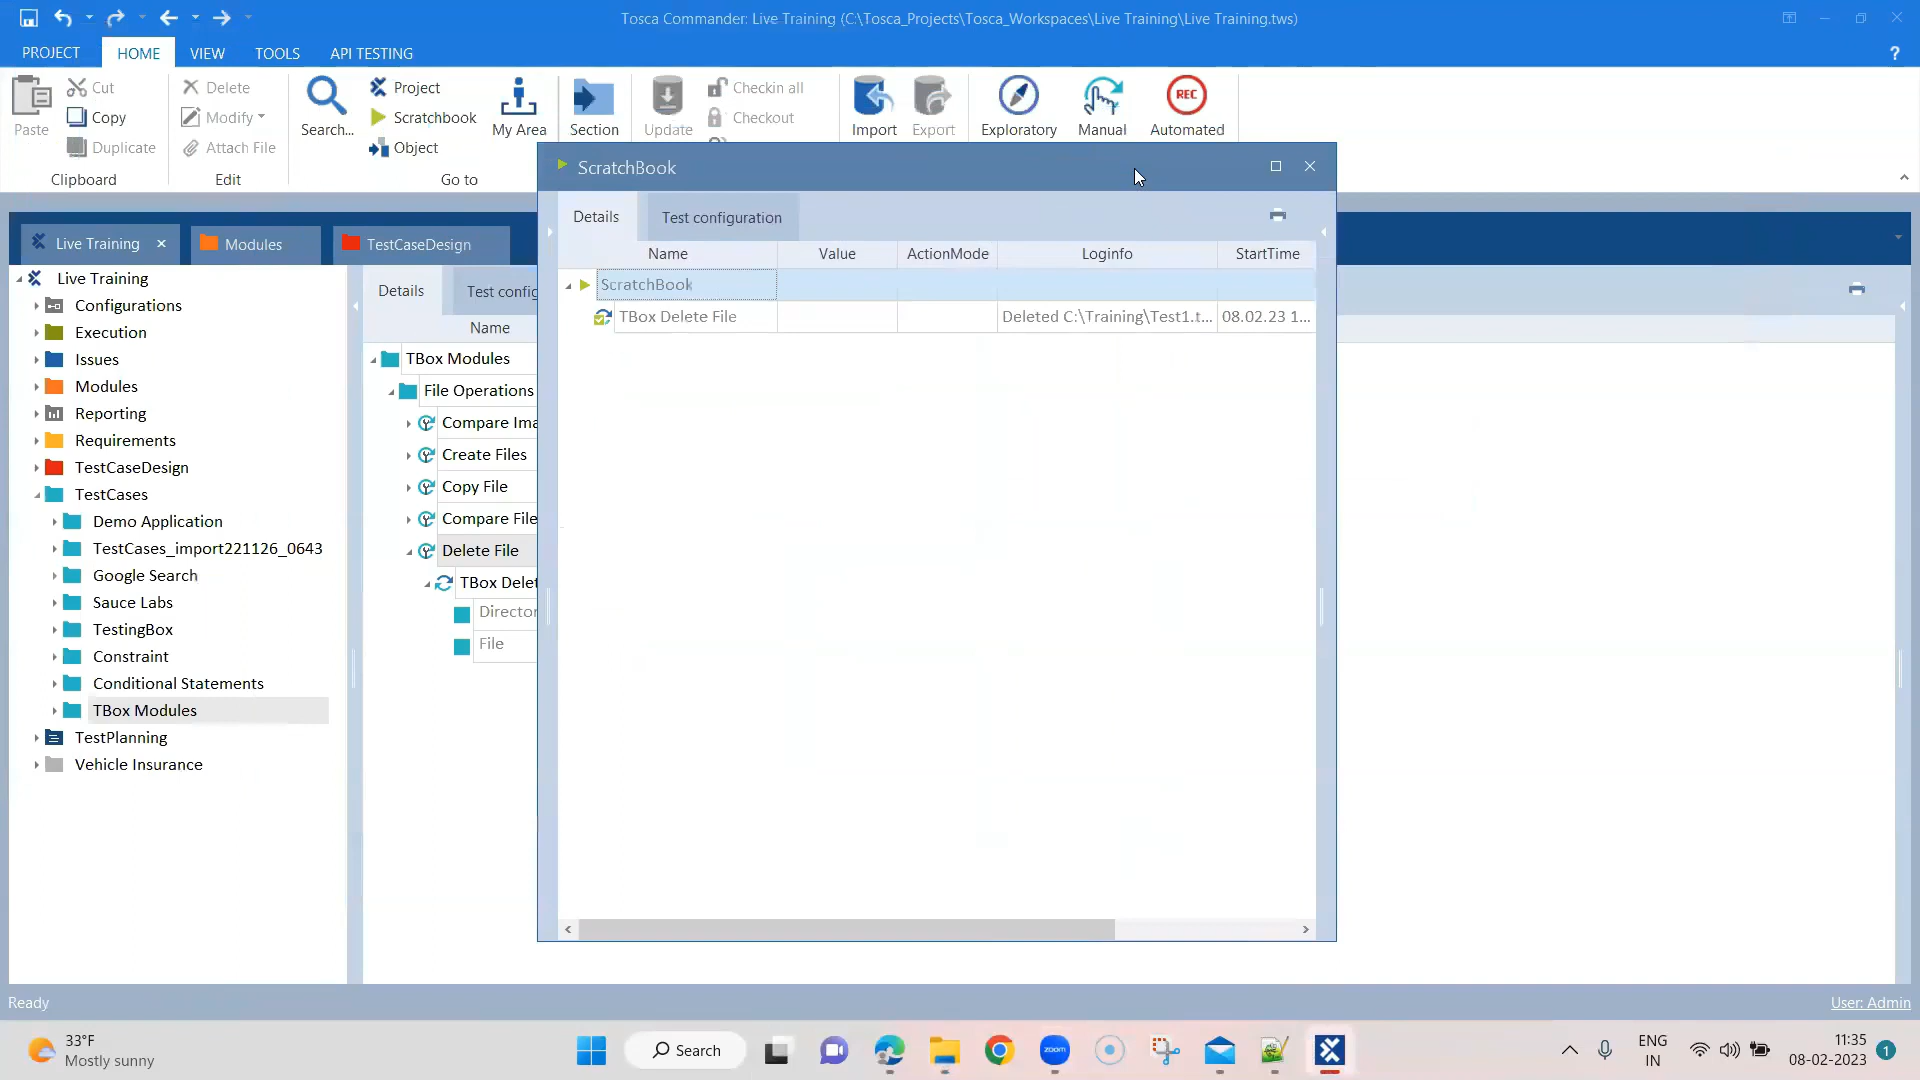 Tosca Commander: Live Training (C:\Tosca_Projects\Tosca_Workspaces\Live Training\Live Training.tws)
PROJECT HOME VIEW TOOLS API TESTING ?
Paste
Cut
Copy
Duplicate
Clipboard
Delete
Modify
Attach File
Edit
Search...
Project
Scratchbook
Object
My Area
Go to
Section
Update
Checkin all
Checkout
Import
Export
Exploratory
Manual
REC
Automated
Live Training
Modules
TestCaseDesign
Live Training
Configurations
Execution
Issues
Modules
Reporting
Requirements
TestCaseDesign
TestCases
Demo Application
TestCases_import221126_0643
Google Search
Sauce Labs
TestingBox
Constraint
Conditional Statements
TBox Modules
TestPlanning
Vehicle Insurance
Details Test config
Name
TBox Modules
File Operations
Compare Ima
Create Files
Copy File
Compare File
Delete File
TBox Delet
Director
File
ScratchBook
Details Test configuration
Name Value ActionMode Loginfo StartTime
ScratchBook
TBox Delete File Deleted C:\Training\Test1.t... 08.02.23 1...
Ready
User: Admin
33°F
Mostly sunny
Search
zoom
ENG
IN
11:35
08-02-2023
1